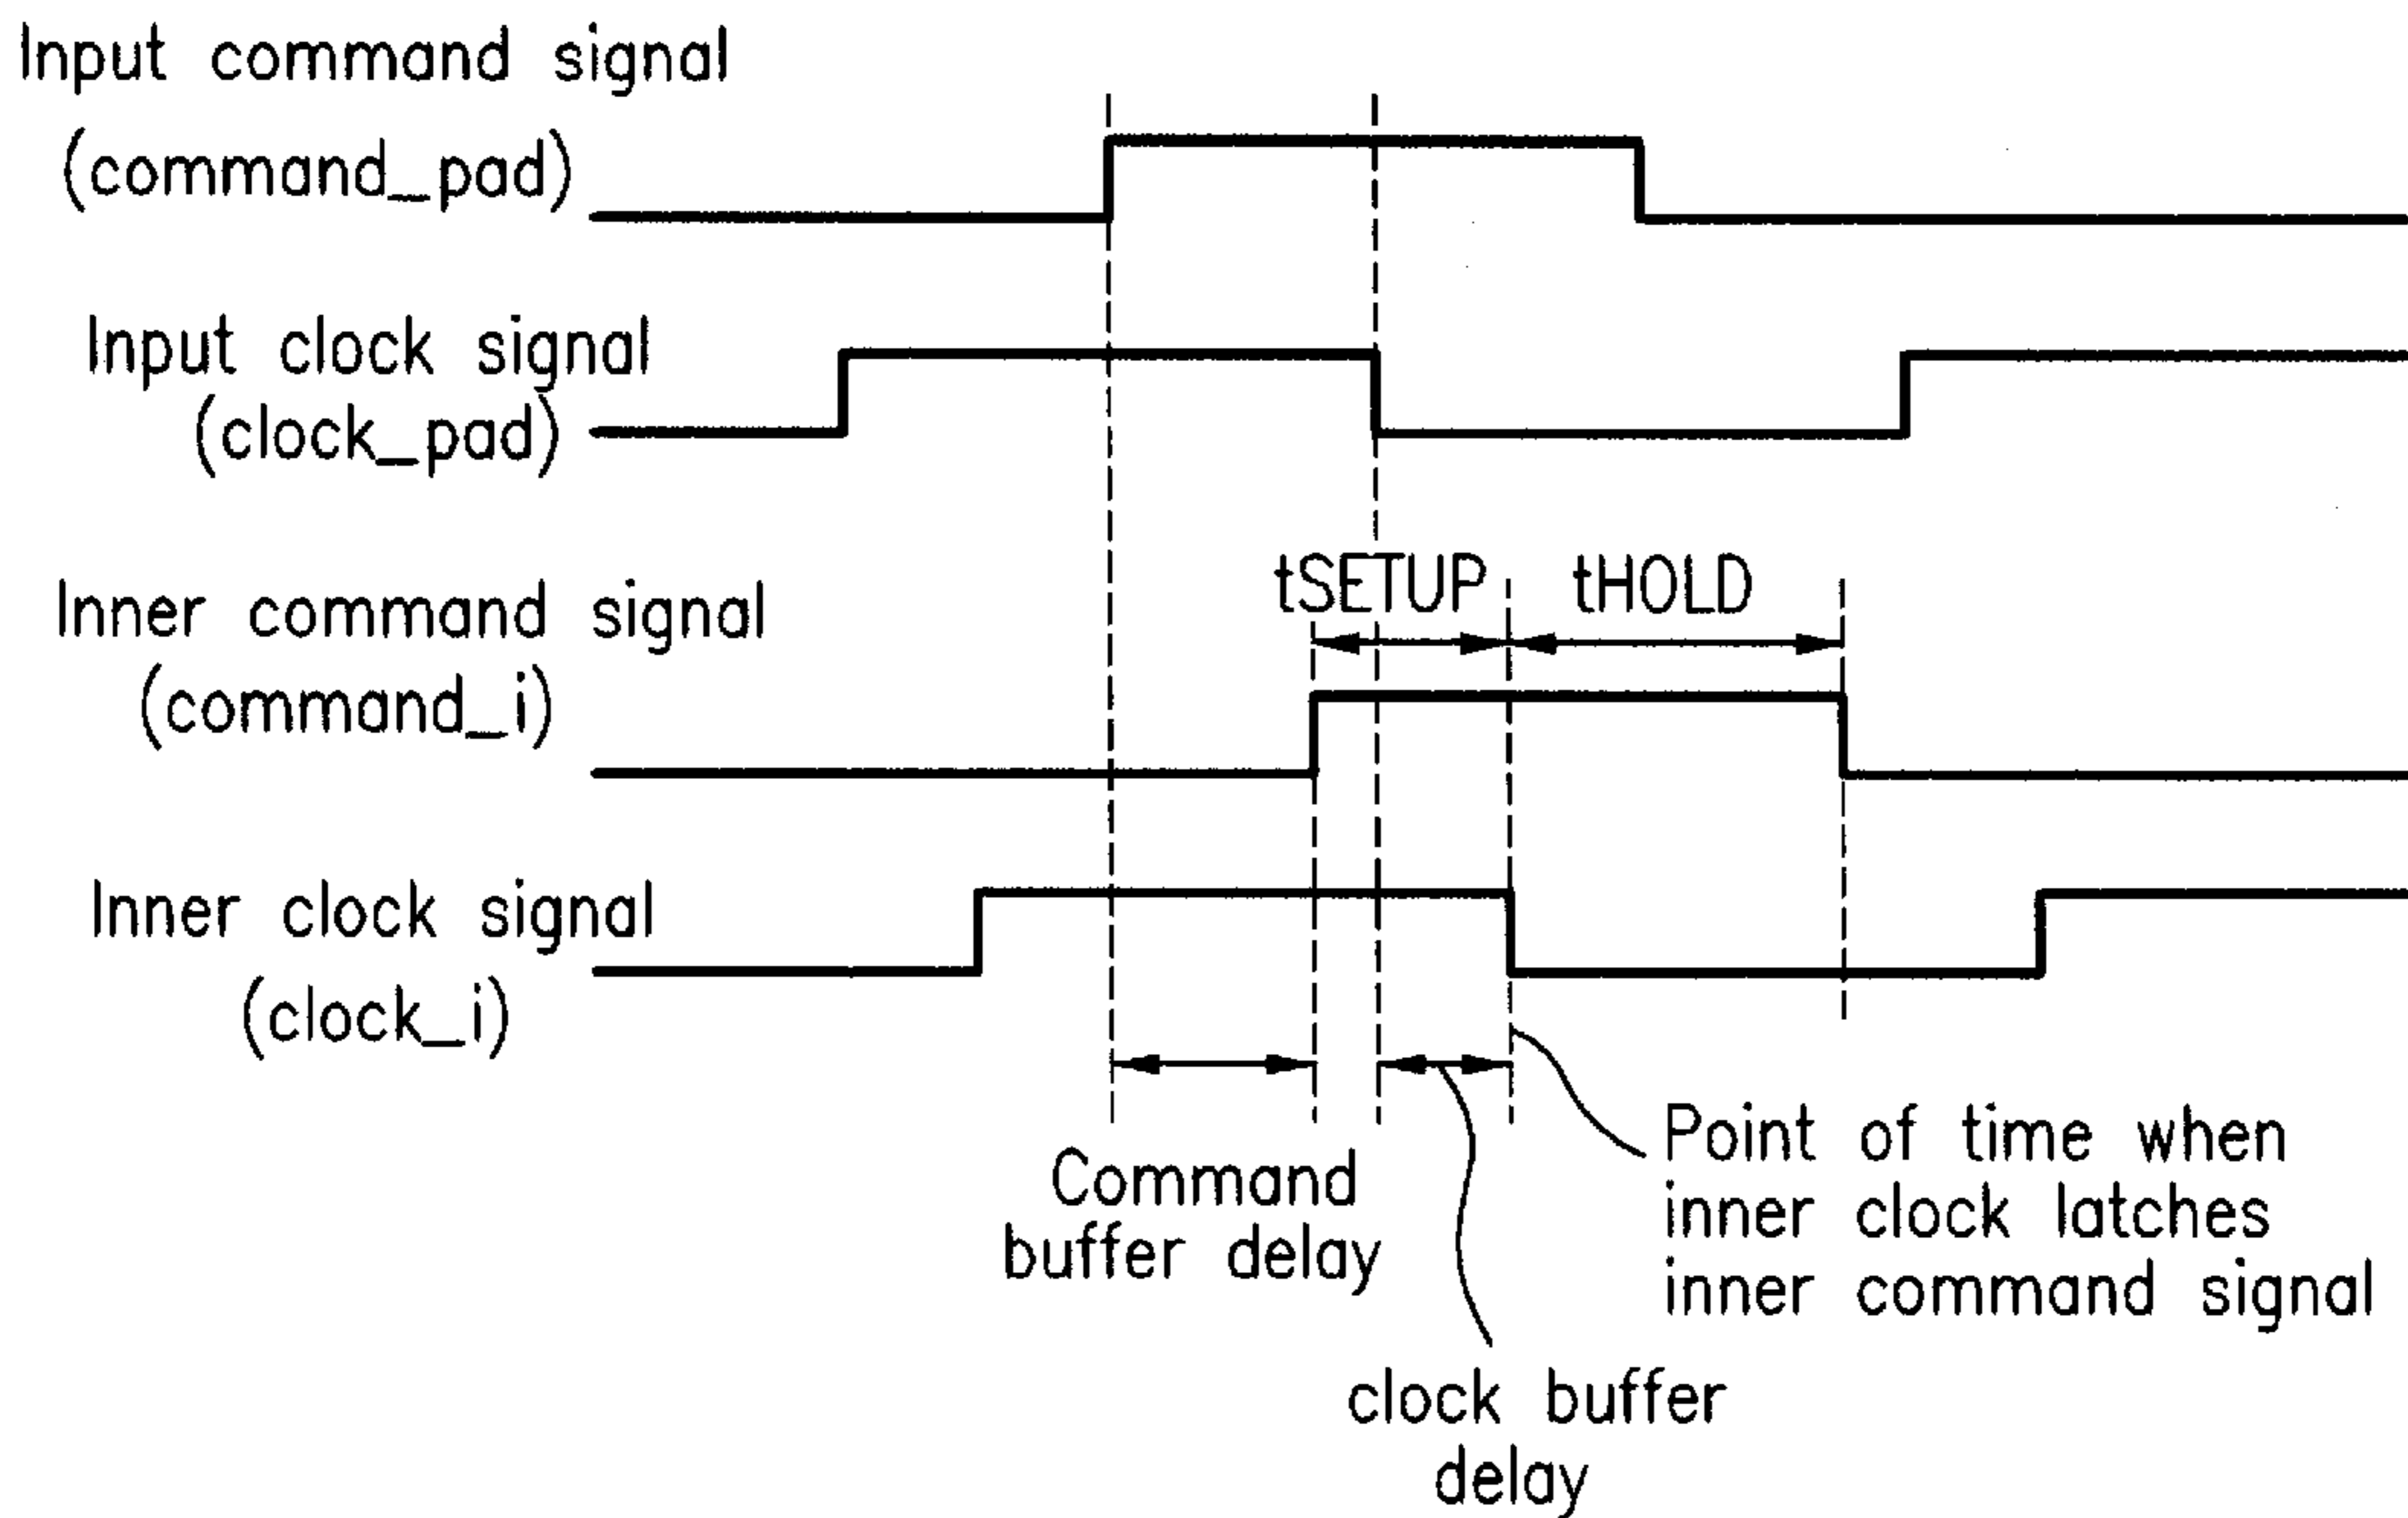 Input command signal
(command_pad)
Input clock signal
(clock_pad)
tSETUP
tHOLD
Inner command signal
(command_i)
Inner clock signal
(clock_i)
Command
buffer delay
Point of time when
inner clock latches
inner command signal
clock buffer
delay